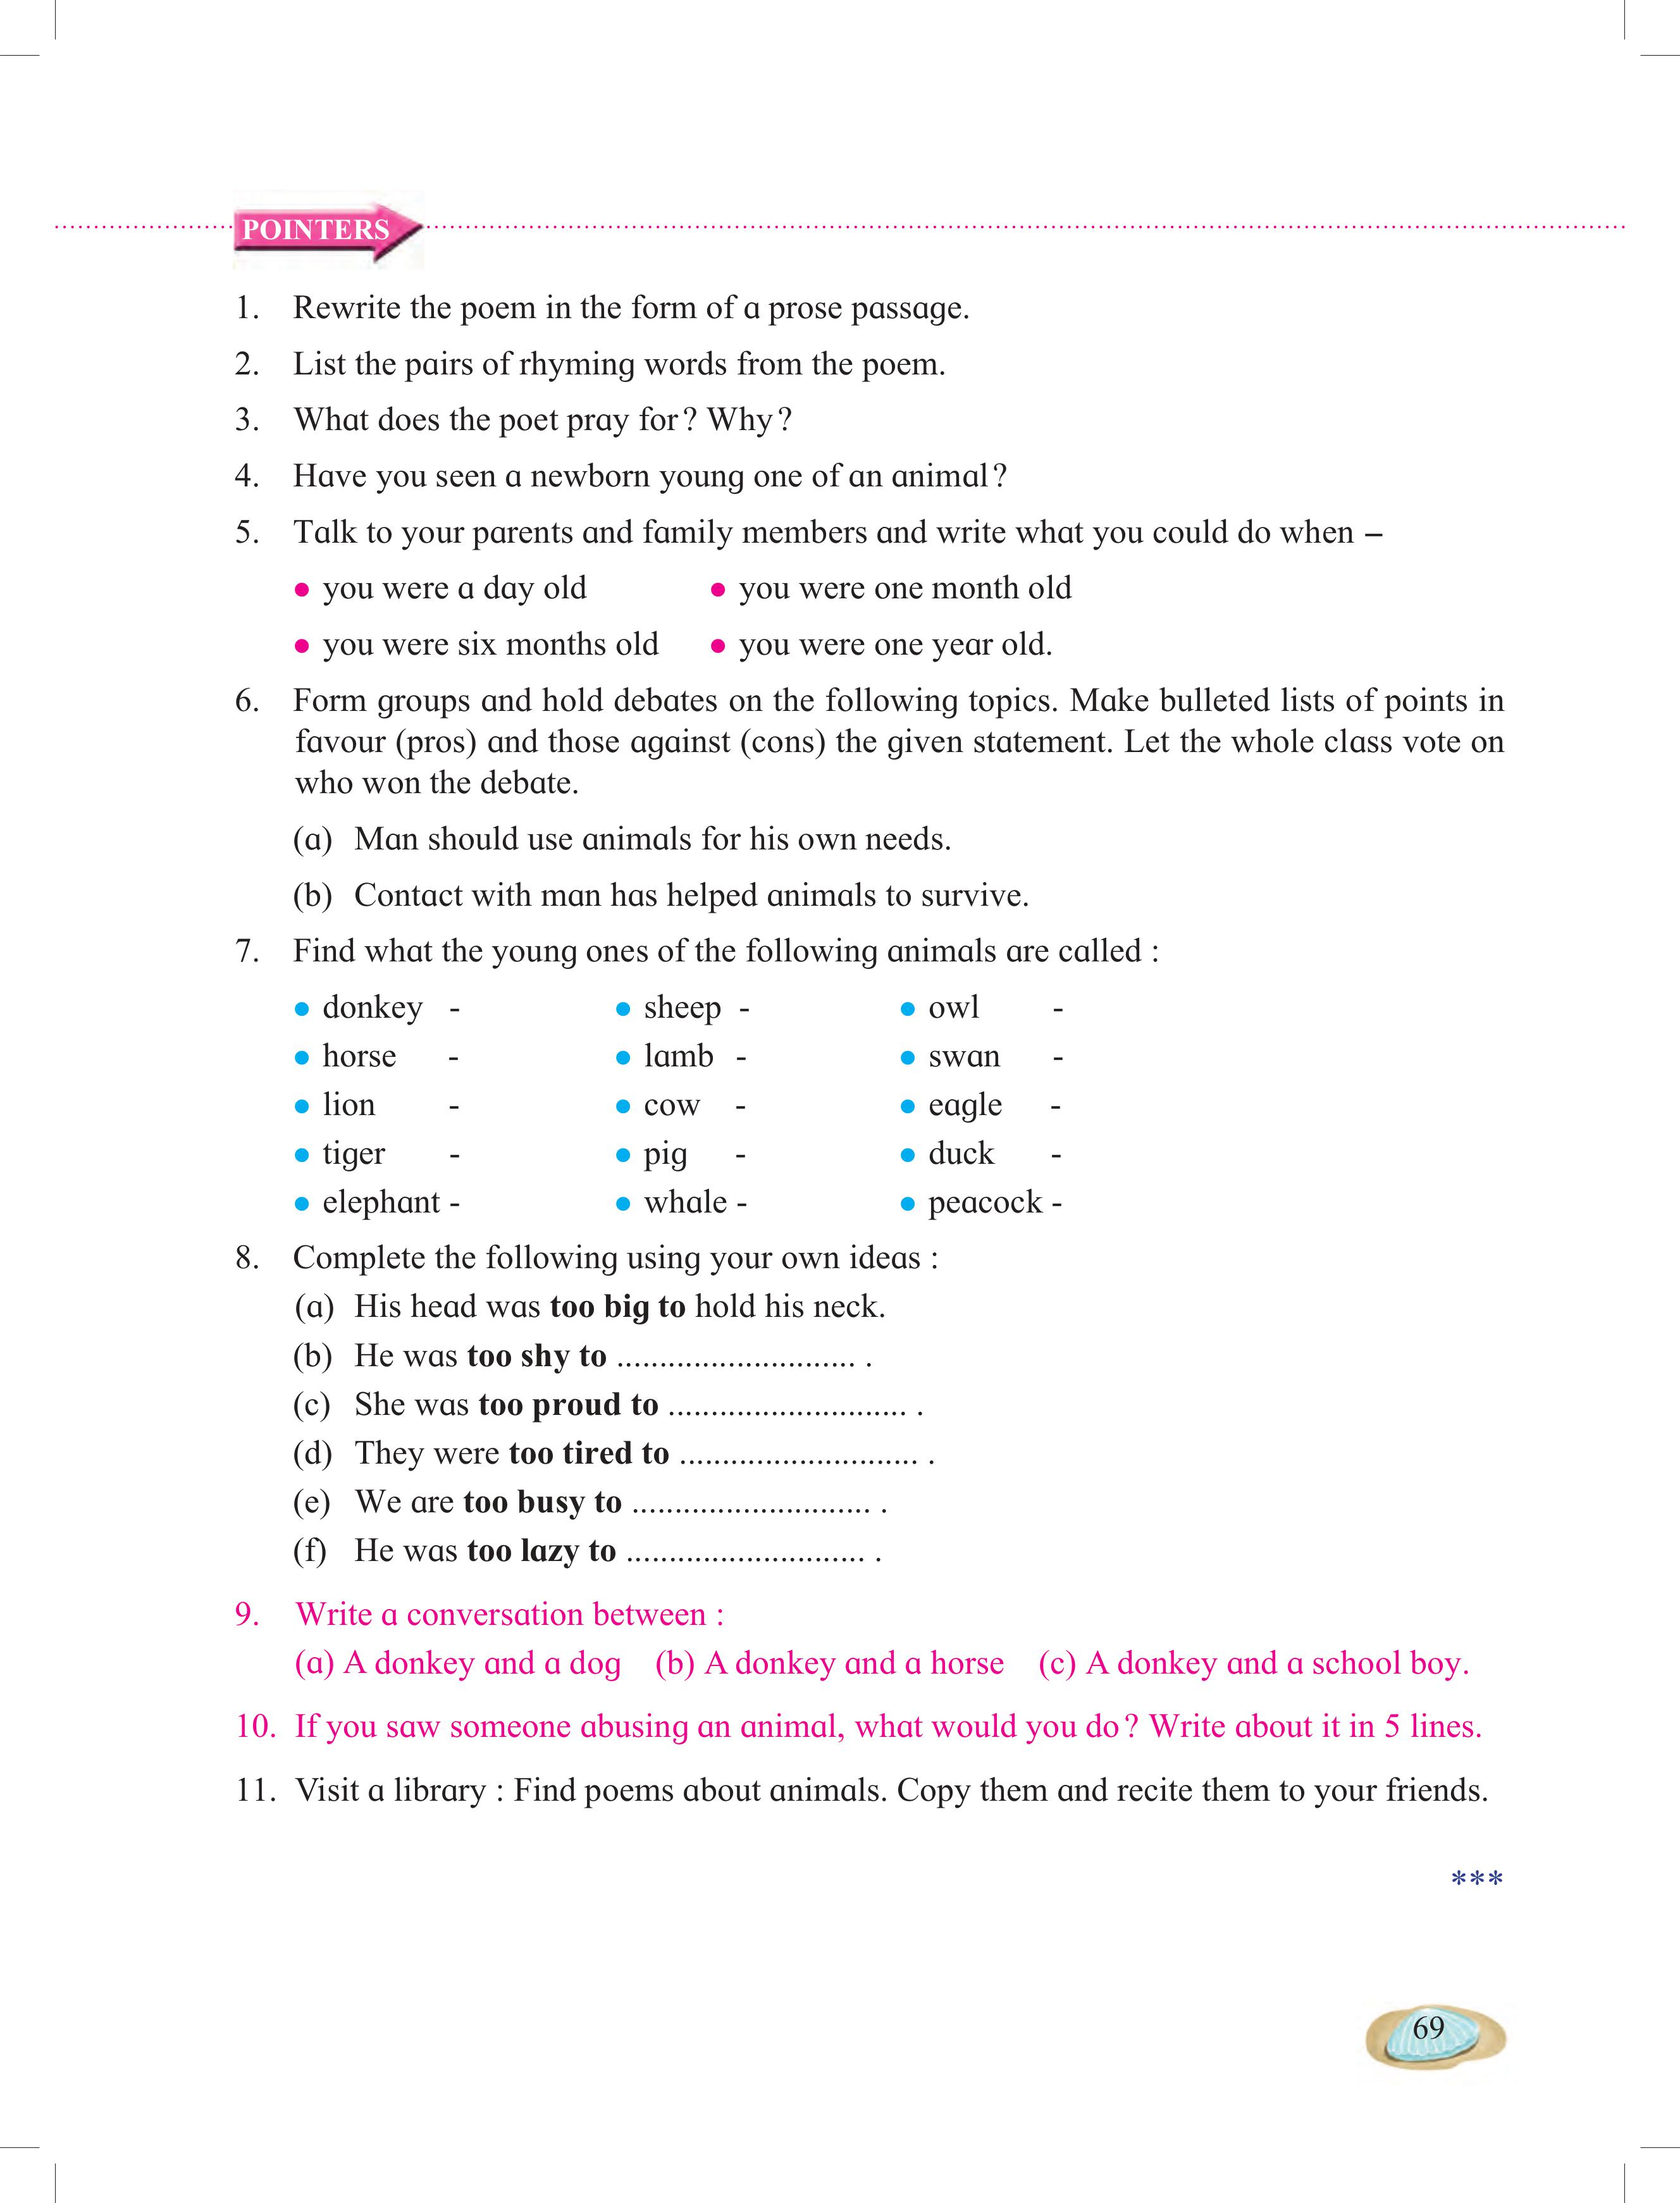 POINTERS
1. Rewrite the poem in the form of a prose passage.
2. List the pairs of rhyming words from the poem.
3. What does the poet pray for? Why?
4. Have you seen a newborn young one of an animal?
5. Talk to your parents and family members and write what you could do when –
● you were a day old ● you were one month old
● you were six months old ● you were one year old.
6. Form groups and hold debates on the following topics. Make bulleted lists of points in
favour (pros) and those against (cons) the given statement. Let the whole class vote on
who won the debate.
(a) Man should use animals for his own needs.
(b) Contact with man has helped animals to survive.
7. Find what the young ones of the following animals are called :
● donkey - ● sheep - ● owl -
● horse - ● lamb - ● swan -
● lion - ● cow - ● eagle -
● tiger - ● pig - ● duck -
● elephant - ● whale - ● peacock -
8. Complete the following using your own ideas :
(a) His head was too big to hold his neck.
(b) He was too shy to ............................ .
(c) She was too proud to ............................ .
(d) They were too tired to ............................ .
(e) We are too busy to ............................ .
(f) He was too lazy to ............................ .
9. Write a conversation between :
(a) A donkey and a dog (b) A donkey and a horse (c) A donkey and a school boy.
10. If you saw someone abusing an animal, what would you do? Write about it in 5 lines.
11. Visit a library : Find poems about animals. Copy them and recite them to your friends.
***
69